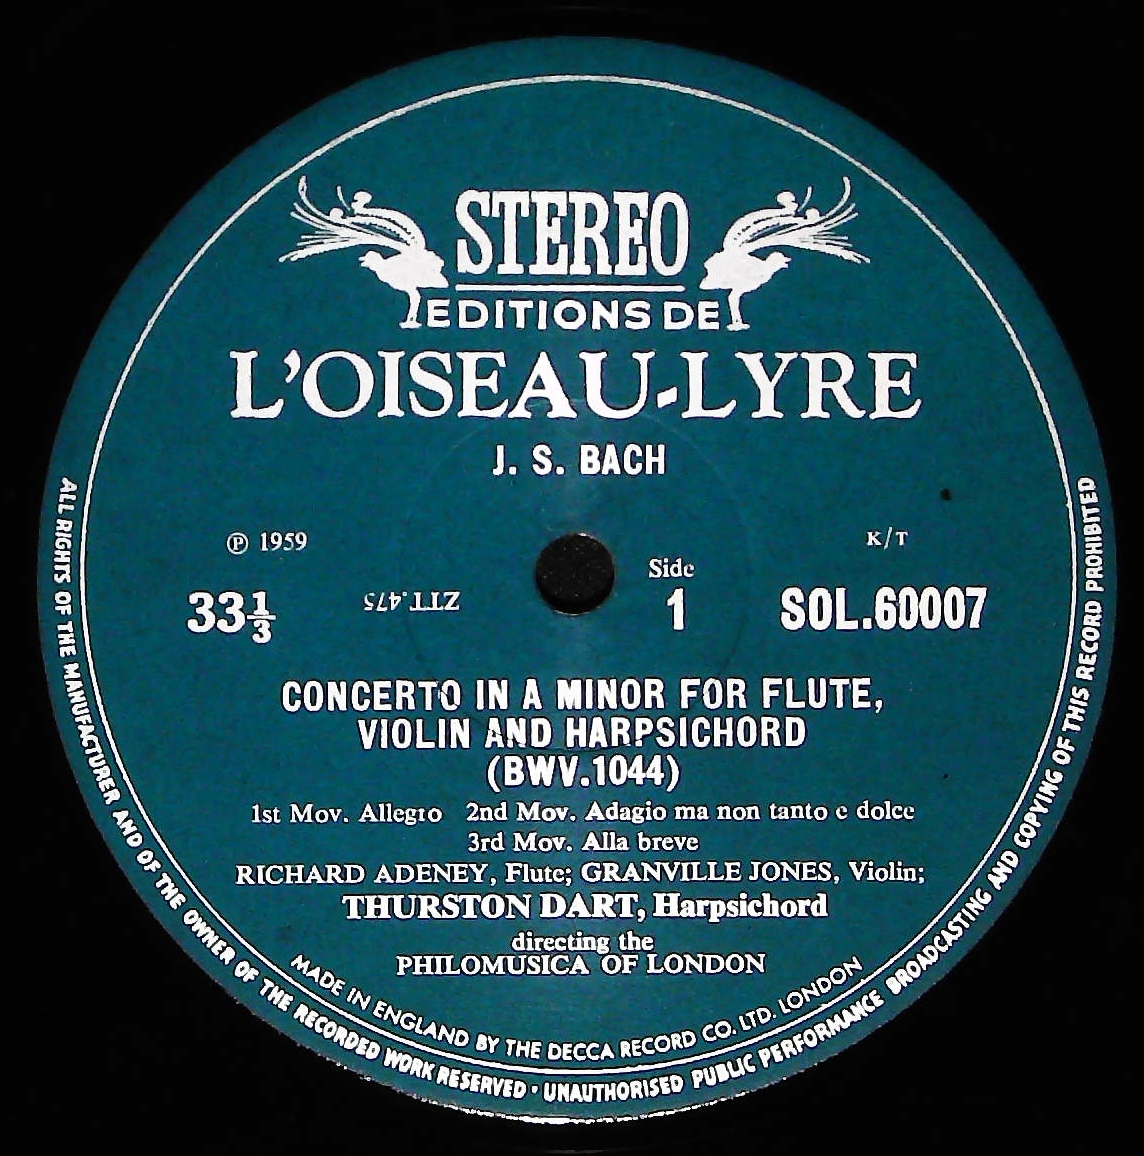 STEREO
EDITIONS DE
L'OISEAU-LYRE
J. S. BACH
℗ 1959
K/T
33⅓
ZTT.475
Side
1
SOL.60007
CONCERTO IN A MINOR FOR FLUTE,
VIOLIN AND HARPSICHORD
(BWV.1044)
1st Mov. Allegro 2nd Mov. Adagio ma non tanto e dolce
3rd Mov. Alla breve
RICHARD ADENEY, Flute; GRANVILLE JONES, Violin;
THURSTON DART, Harpsichord
directing the
PHILOMUSICA OF LONDON
MADE IN ENGLAND BY THE DECCA RECORD CO. LTD. LONDON
ALL RIGHTS OF THE MANUFACTURER AND OF THE OWNER OF THE RECORDED WORK RESERVED · UNAUTHORISED PUBLIC PERFORMANCE BROADCASTING AND COPYING OF THIS RECORD PROHIBITED